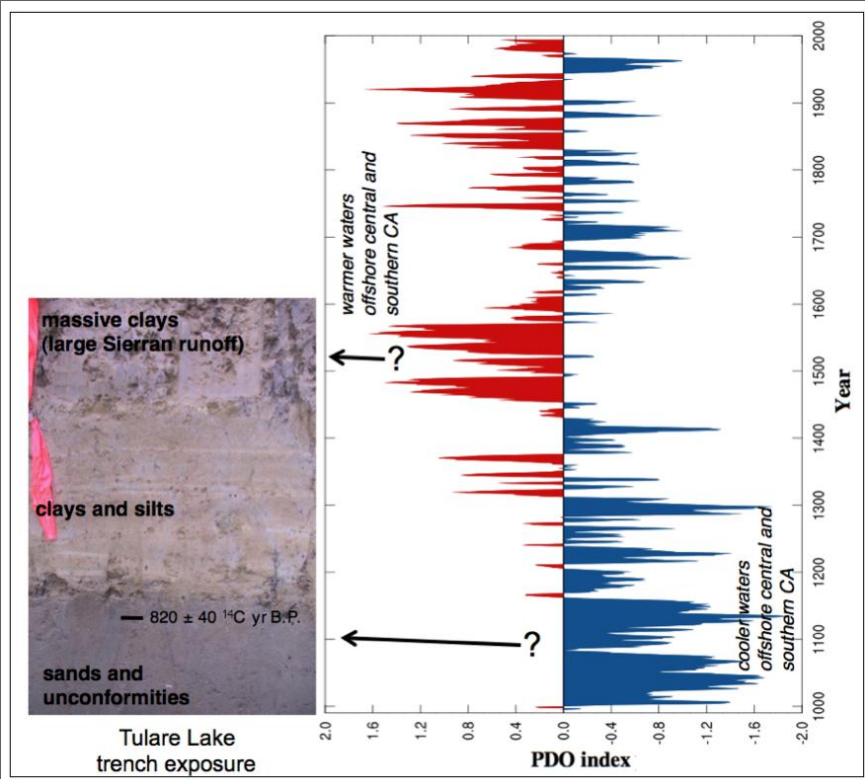 massive clays
(large Sierran runoff)
clays and silts
820 ± 40 ¹⁴C yr B.P.
sands and
unconformities
Tulare Lake
trench exposure
warmer waters
offshore central and
southern CA
?
?
cooler waters
offshore central and
southern CA
2.0
1.6
1.2
0.8
0.4
0.0
-0.4
-0.8
-1.2
-1.6
-2.0
PDO index
2000
1900
1800
1700
1600
1500
1400
1300
1200
1100
1000
Year